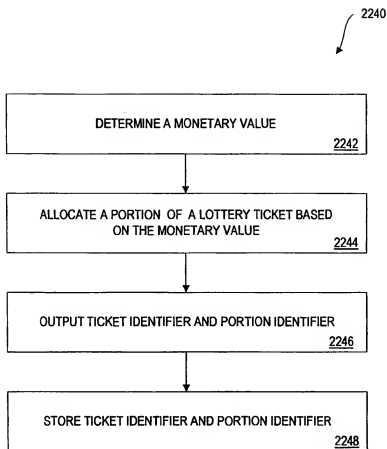 2240
DETERMINE A MONETARY VALUE
2242
ALLOCATE A PORTION OF A LOTTERY TICKET BASED
ON THE MONETARY VALUE
2244
OUTPUT TICKET IDENTIFIER AND PORTION IDENTIFIER
2246
STORE TICKET IDENTIFIER AND PORTION IDENTIFIER
2248